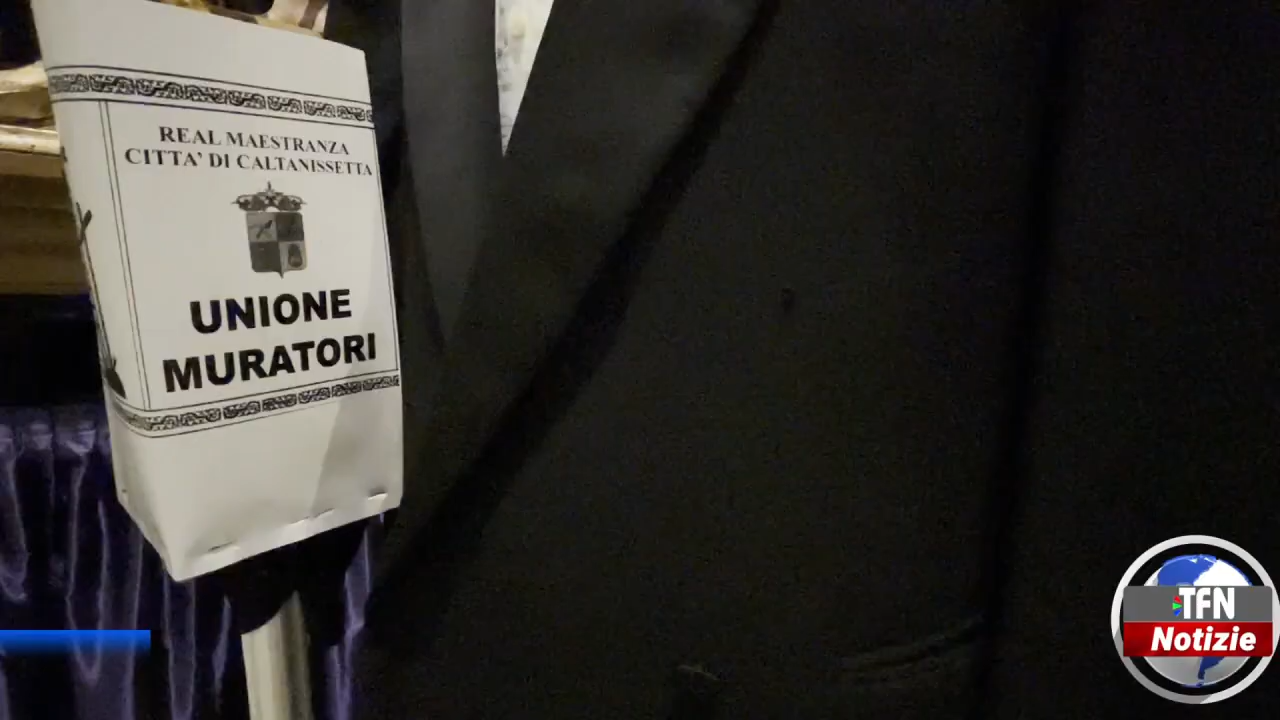 REAL MAESTRANZA
CITTA' DI CALTANISSETTA
UNIONE
MURATORI
TFN
Notizie